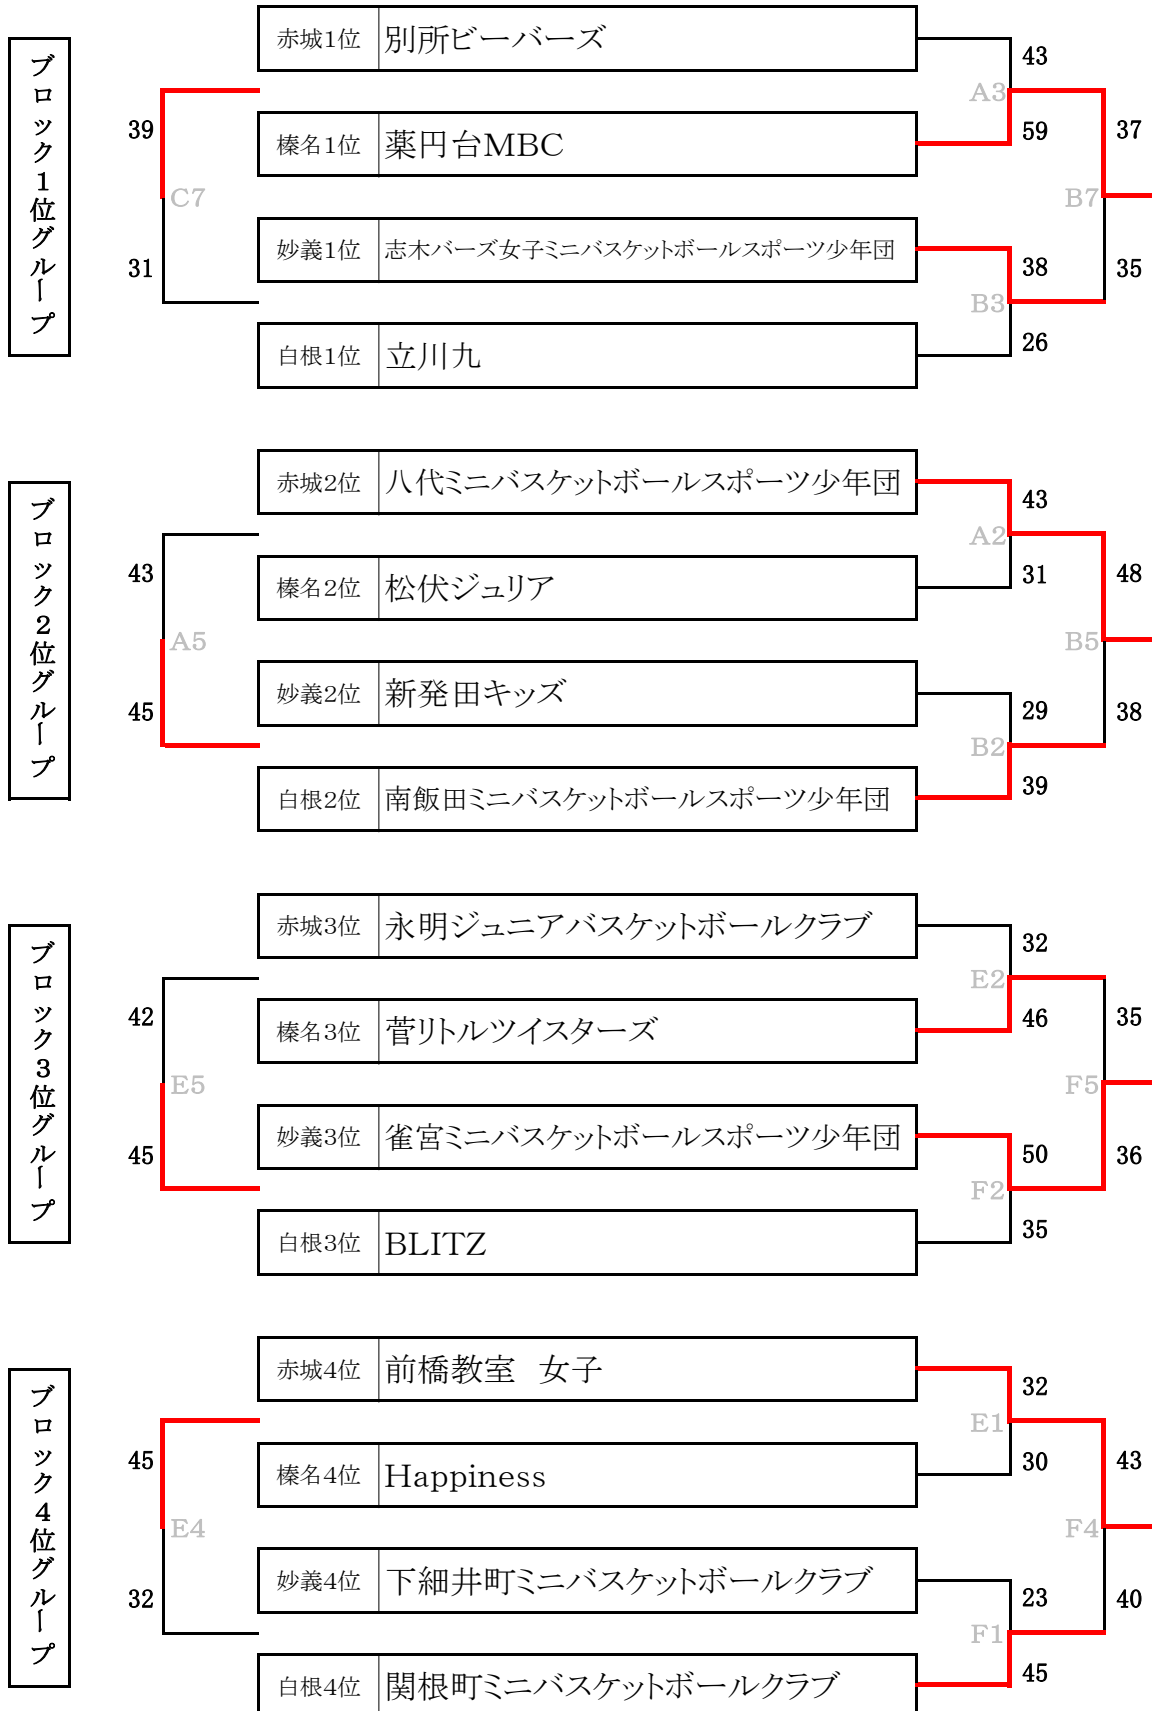 ブロック1位グループ
赤城1位 別所ビーバーズ
榛名1位 薬円台MBC
妙義1位 志木バーズ女子ミニバスケットボールスポーツ少年団
白根1位 立川九
39
C7
31
43
A3
59
38
B3
26
37
B7
35
ブロック2位グループ
赤城2位 八代ミニバスケットボールスポーツ少年団
榛名2位 松伏ジュリア
妙義2位 新発田キッズ
白根2位 南飯田ミニバスケットボールスポーツ少年団
43
A5
45
43
A2
31
29
B2
39
48
B5
38
ブロック3位グループ
赤城3位 永明ジュニアバスケットボールクラブ
榛名3位 菅リトルツイスターズ
妙義3位 雀宮ミニバスケットボールスポーツ少年団
白根3位 BLITZ
42
E5
45
32
E2
46
50
F2
35
35
F5
36
ブロック4位グループ
赤城4位 前橋教室　女子
榛名4位 Happiness
妙義4位 下細井町ミニバスケットボールクラブ
白根4位 関根町ミニバスケットボールクラブ
45
E4
32
32
E1
30
23
F1
45
43
F4
40